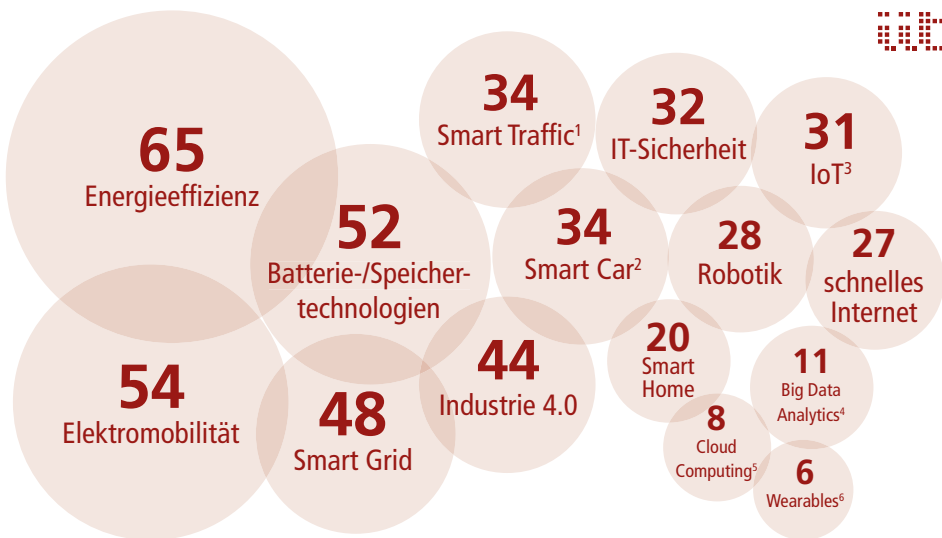 65
Energieeffizienz
34
Smart Traffic¹
32
IT-Sicherheit
31
IoT³
52
Batterie-/Speicher-
technologien
34
Smart Car²
28
Robotik
27
schnelles
Internet
54
Elektromobilität
48
Smart Grid
44
Industrie 4.0
20
Smart
Home
11
Big Data
Analytics⁴
8
Cloud
Computing⁵
6
Wearables⁶